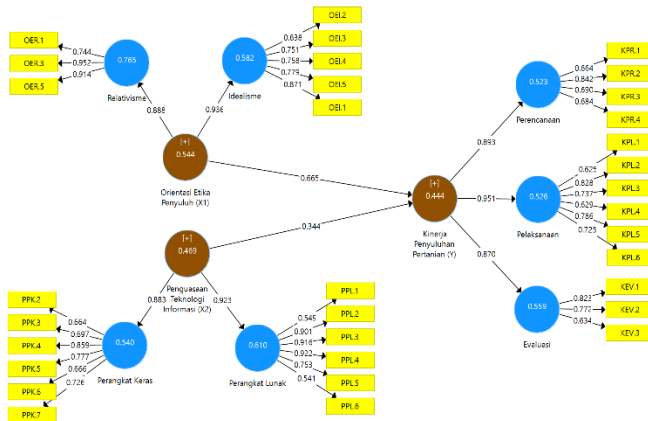 OER.1
OER.3
OER.5
0.744
0.952
0.914
0.765
Relativisme
0.888
OEI.2
OEI.3
OEI.4
OEI.5
OEI.1
0.638
0.751
0.758
0.779
0.871
0.582
Idealisme
0.936
[+]
0.544
Orientasi Etika
Penyuluh (X1)
0.665
[+]
0.469
Penguasaan
Teknologi
Informasi (X2)
0.344
0.883
0.923
PPK.2
PPK.3
PPK.4
PPK.5
PPK.6
PPK.7
0.664
0.697
0.859
0.777
0.666
0.726
0.540
Perangkat Keras
PPL.1
PPL.2
PPL.3
PPL.4
PPL.5
PPL.6
0.545
0.901
0.916
0.922
0.753
0.541
0.610
Perangkat Lunak
[+]
0.444
Kinerja
Penyuluhan
Pertanian (Y)
0.893
0.951
0.870
0.523
Perencanaan
0.664
0.842
0.690
0.684
KPR.1
KPR.2
KPR.3
KPR.4
0.526
Pelaksanaan
0.625
0.828
0.737
0.629
0.786
0.725
KPL.1
KPL.2
KPL.3
KPL.4
KPL.5
KPL.6
0.559
Evaluasi
0.823
0.772
0.634
KEV.1
KEV.2
KEV.3